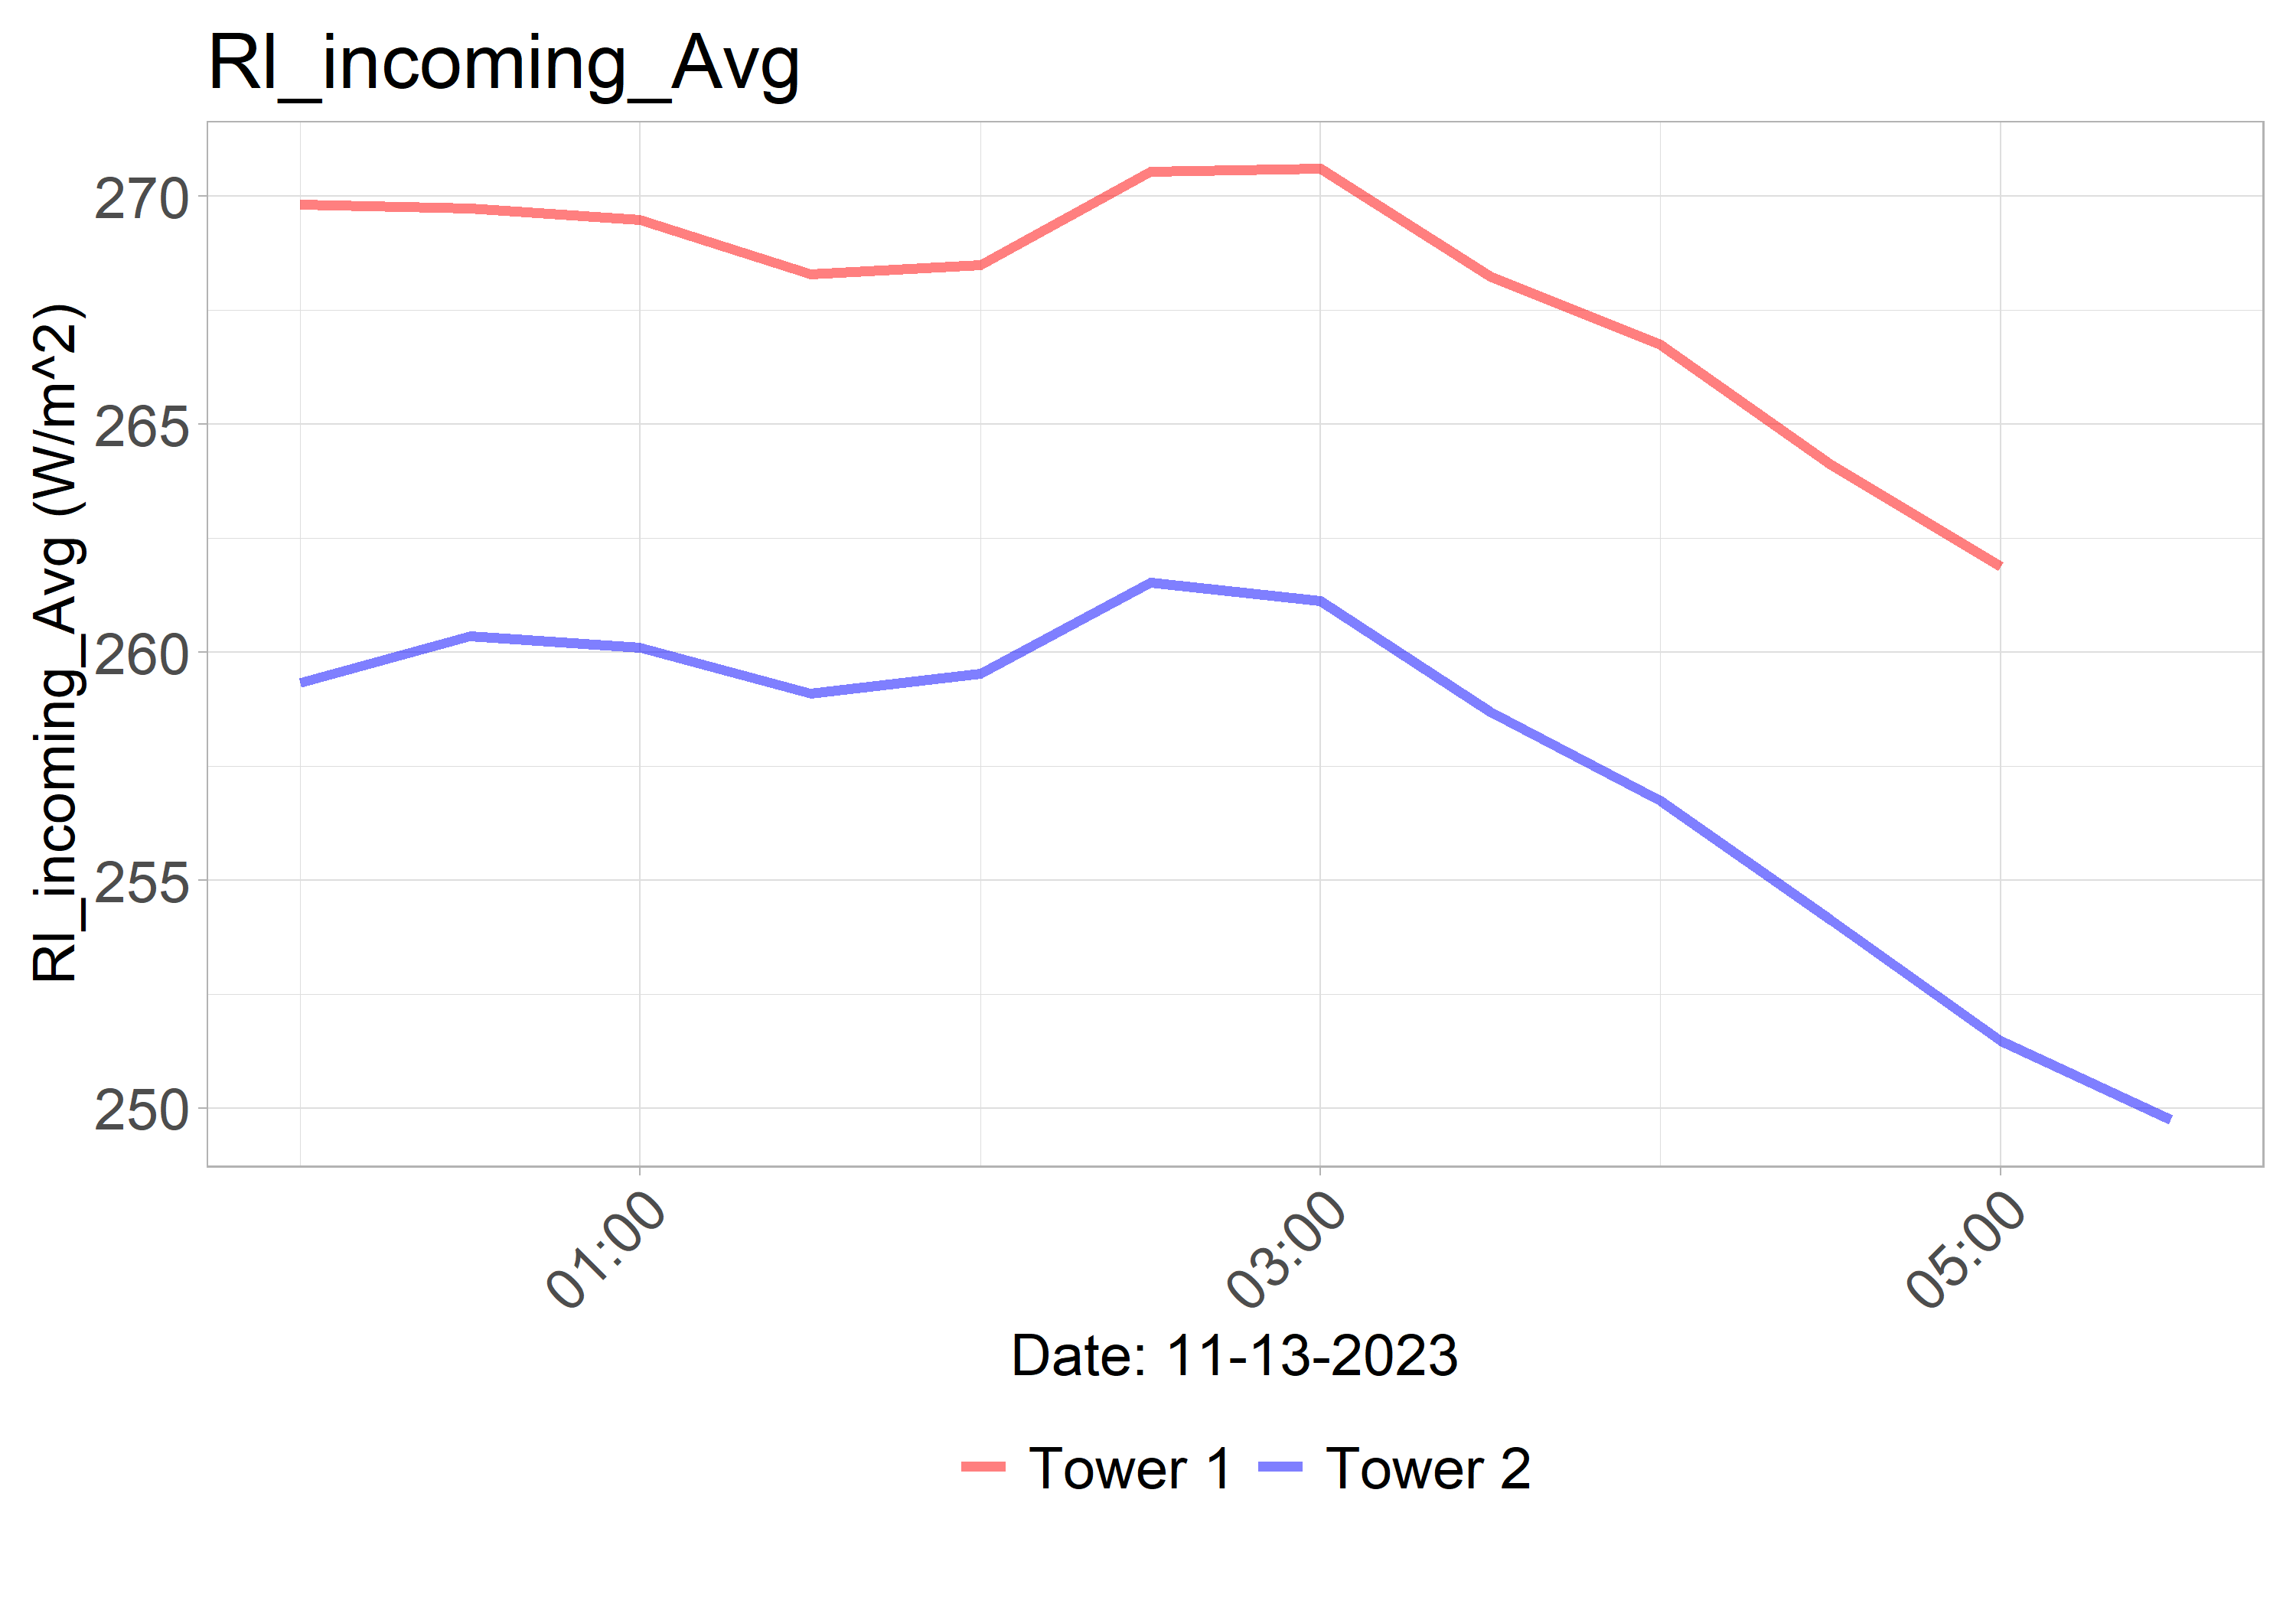 Rl_incoming_Avg
Rl_incoming_Avg (W/m^2)
270
265
260
255
250
01:00
03:00
05:00
Date: 11-13-2023
Tower 1
Tower 2